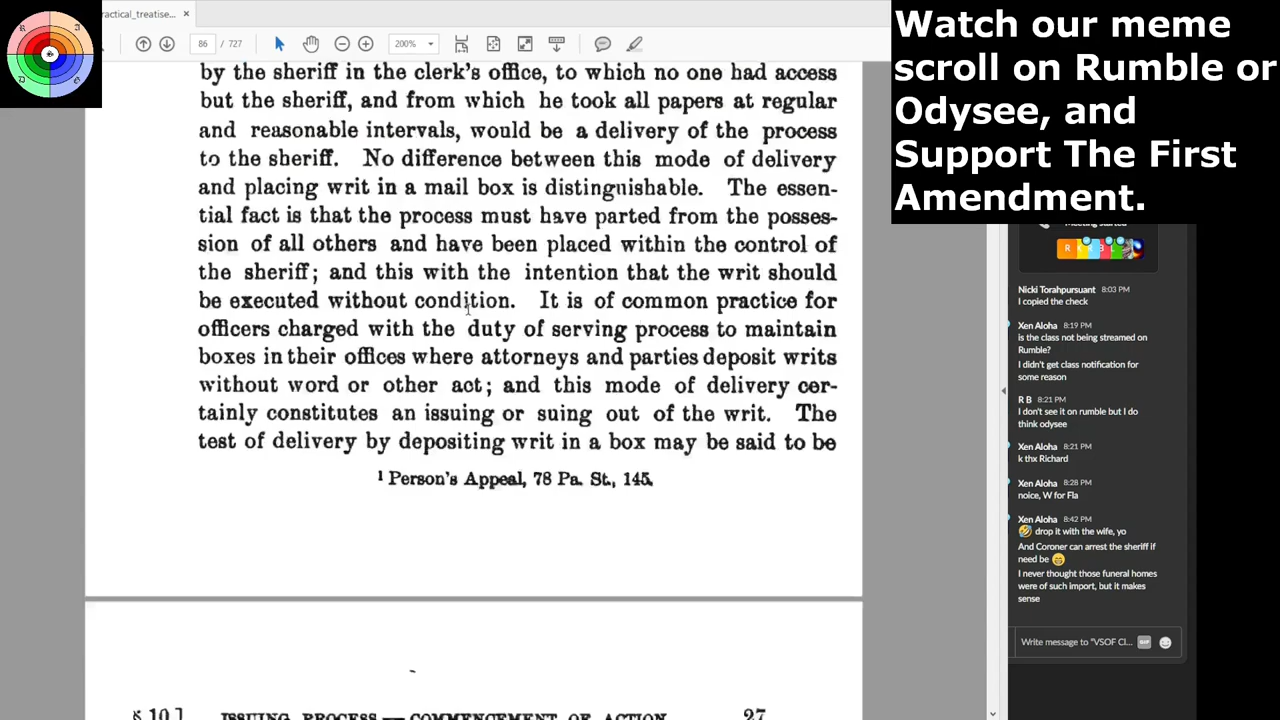 ractical_treatise...
86 / 727
200%
by the sheriff in the clerk's office, to which no one had access
but the sheriff, and from which he took all papers at regular
and reasonable intervals, would be a delivery of the process
to the sheriff. No difference between this mode of delivery
and placing writ in a mail box is distinguishable. The essen-
tial fact is that the process must have parted from the posses-
sion of all others and have been placed within the control of
the sheriff; and this with the intention that the writ should
be executed without condition. It is of common practice for
officers charged with the duty of serving process to maintain
boxes in their offices where attorneys and parties deposit writs
without word or other act; and this mode of delivery cer-
tainly constitutes an issuing or suing out of the writ. The
test of delivery by depositing writ in a box may be said to be
1 Person's Appeal, 78 Pa. St., 145.
§ 10] ISSUING PROCESS — COMMENCEMENT OF ACTION 27
Watch our meme
scroll on Rumble or
Odysee, and
Support The First
Amendment.
Meeting started
Nicki Torahpursuant 8:03 PM
I copied the check
Xen Aloha 8:19 PM
is the class not being streamed on
Rumble?
I didn't get class notification for
some reason
R B 8:21 PM
I don't see it on rumble but I do
think odysee
Xen Aloha 8:21 PM
k thx Richard
Xen Aloha 8:28 PM
noice, W for Fla
Xen Aloha 8:42 PM
🤣 drop it with the wife, yo
And Coroner can arrest the sheriff if
need be 😁
I never thought those funeral homes
were of such import, but it makes
sense
Write message to "VSOF Cl...